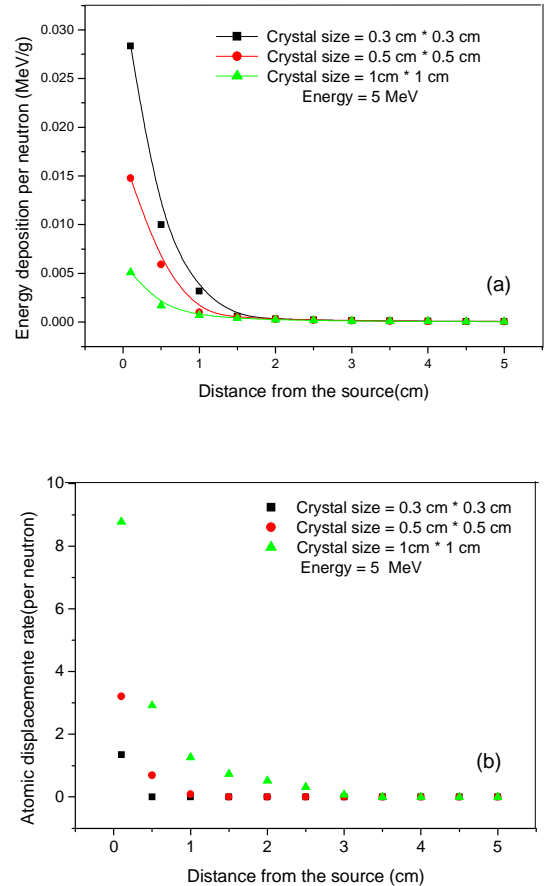 0.030
0.025
0.020
0.015
0.010
0.005
0.000
Energy deposition per neutron (MeV/g)
Crystal size = 0.3 cm * 0.3 cm
Crystal size = 0.5 cm * 0.5 cm
Crystal size = 1cm * 1 cm
Energy = 5 MeV
(a)
0 1 2 3 4 5
Distance from the source(cm)
10
8
6
4
2
0
Atomic displacemente rate(per neutron)
Crystal size = 0.3 cm * 0.3 cm
Crystal size = 0.5 cm * 0.5 cm
Crystal size = 1cm * 1 cm
Energy = 5 MeV
(b)
0 1 2 3 4 5
Distance from the source (cm)